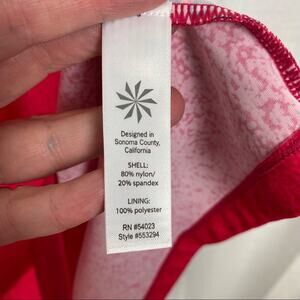 Designed in
Sonoma County,
California
SHELL:
80% nylon/
20% spandex
LINING:
100% polyester
RN #54023
Style #553294